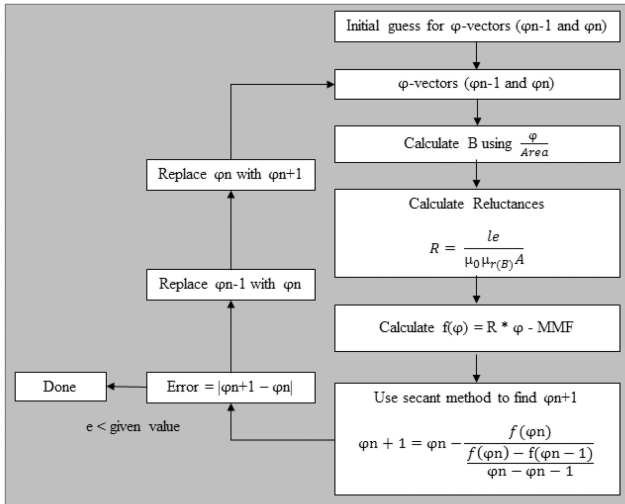 Initial guess for φ-vectors (φn-1 and φn)
φ-vectors (φn-1 and φn)
Calculate B using φ/Area
Calculate Reluctances
R = le/(μ₀μᵣ₍B₎A)
Calculate f(φ) = R * φ - MMF
Use secant method to find φn+1
φn + 1 = φn − f(φn)/((f(φn) − f(φn − 1))/(φn − φn − 1))
Error = |φn+1 − φn|
Done
e < given value
Replace φn-1 with φn
Replace φn with φn+1